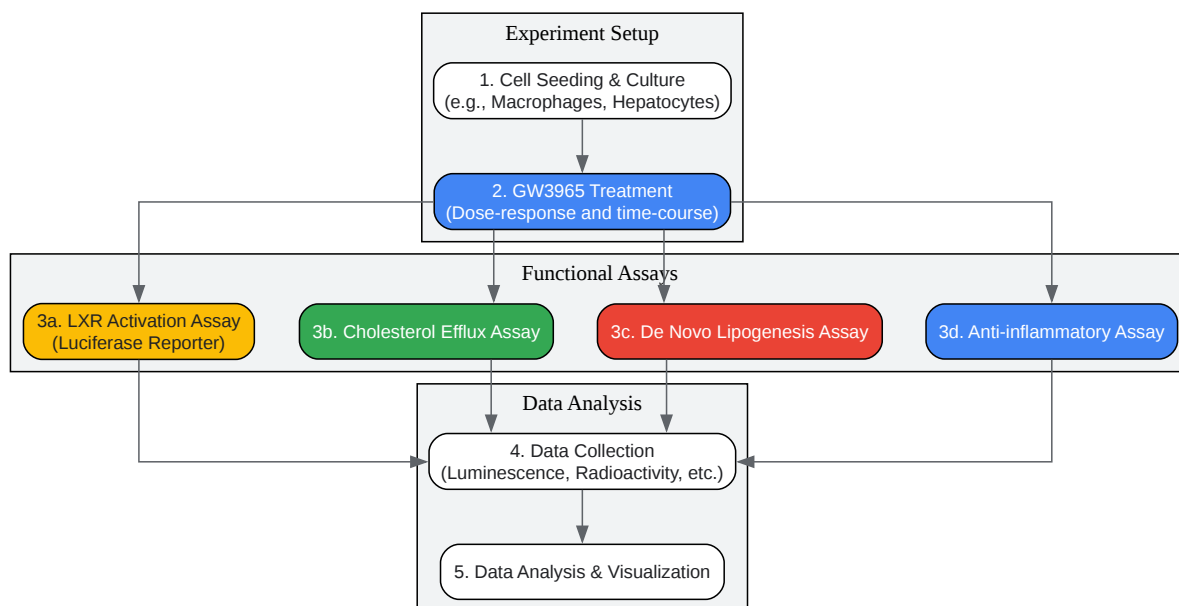 Experiment Setup
1. Cell Seeding & Culture
(e.g., Macrophages, Hepatocytes)
2. GW3965 Treatment
(Dose-response and time-course)
Functional Assays
3a. LXR Activation Assay
(Luciferase Reporter)
3b. Cholesterol Efflux Assay
3c. De Novo Lipogenesis Assay
3d. Anti-inflammatory Assay
Data Analysis
4. Data Collection
(Luminescence, Radioactivity, etc.)
5. Data Analysis & Visualization